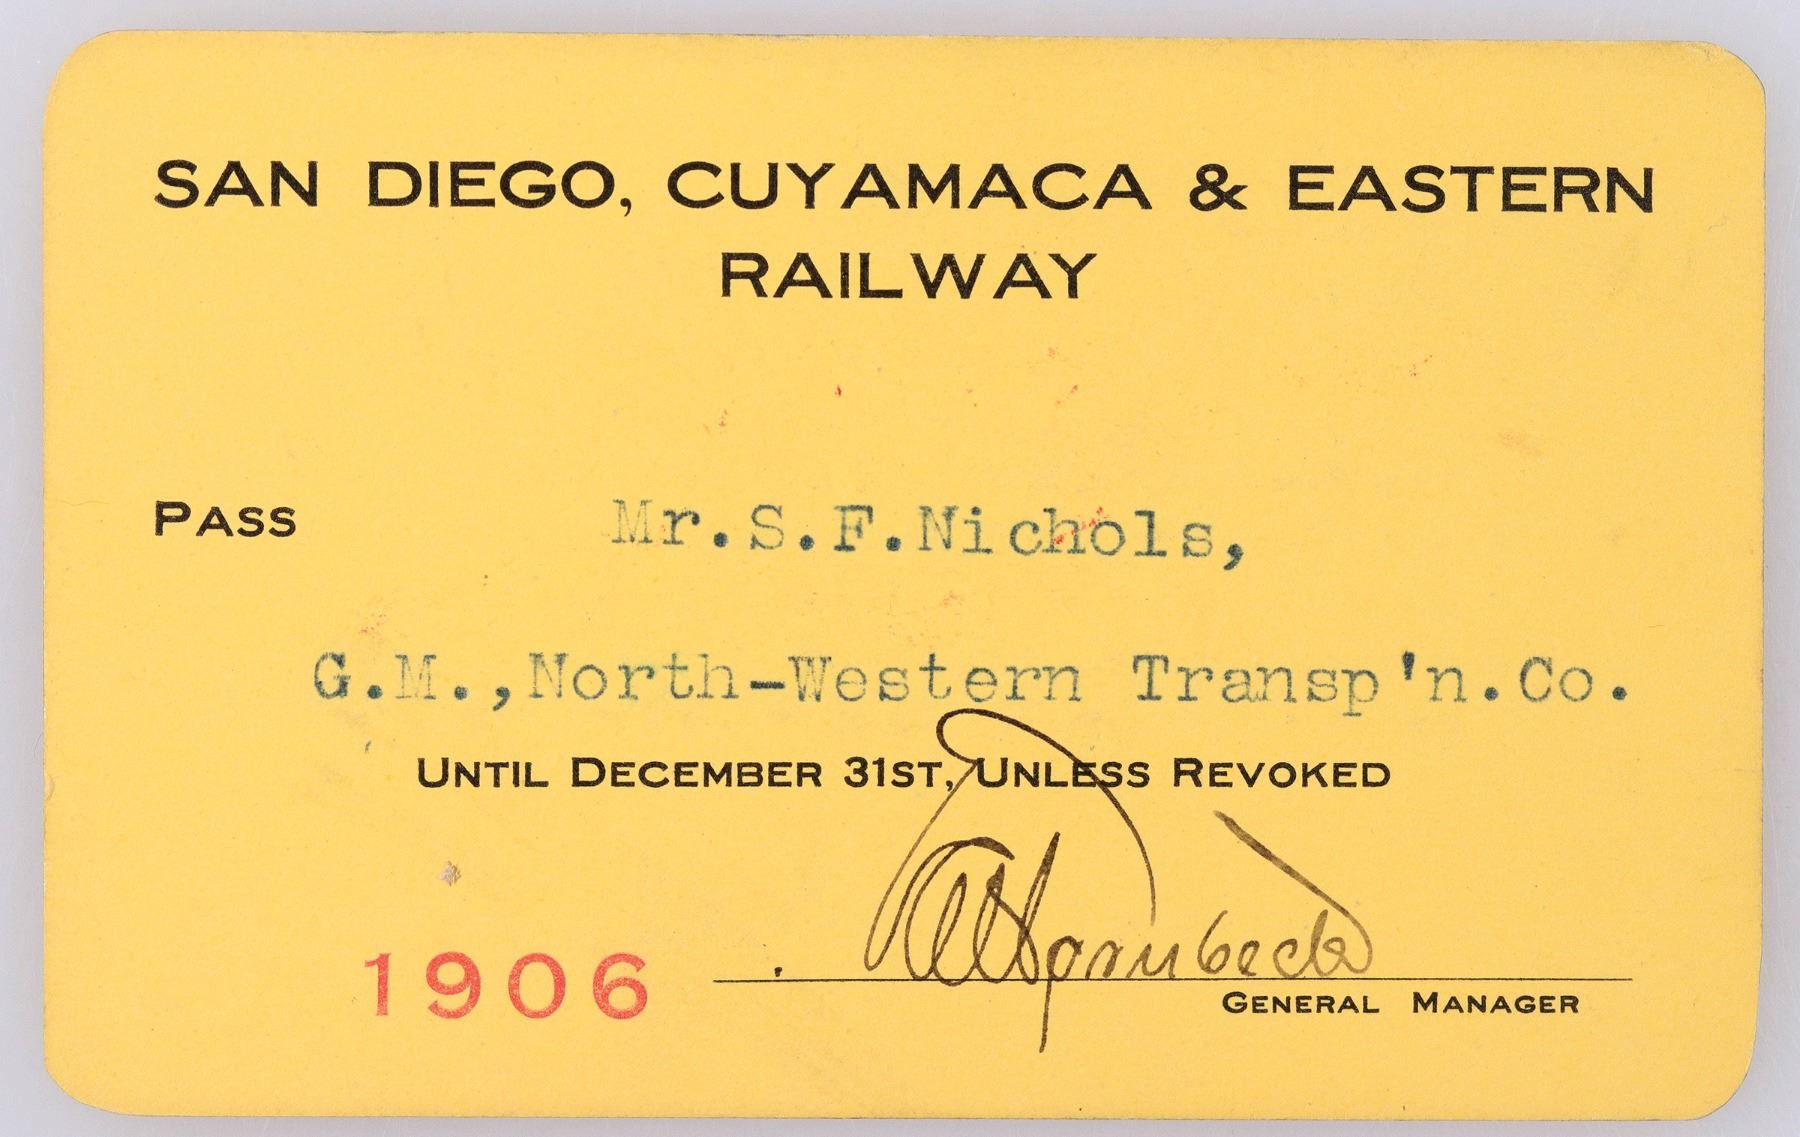 SAN DIEGO, CUYAMACA & EASTERN
RAILWAY
PASS Mr.S.F.Nichols,
G.M.,North-Western Transp'n.Co.
UNTIL DECEMBER 31ST, UNLESS REVOKED
1906 Hornbeck
GENERAL MANAGER